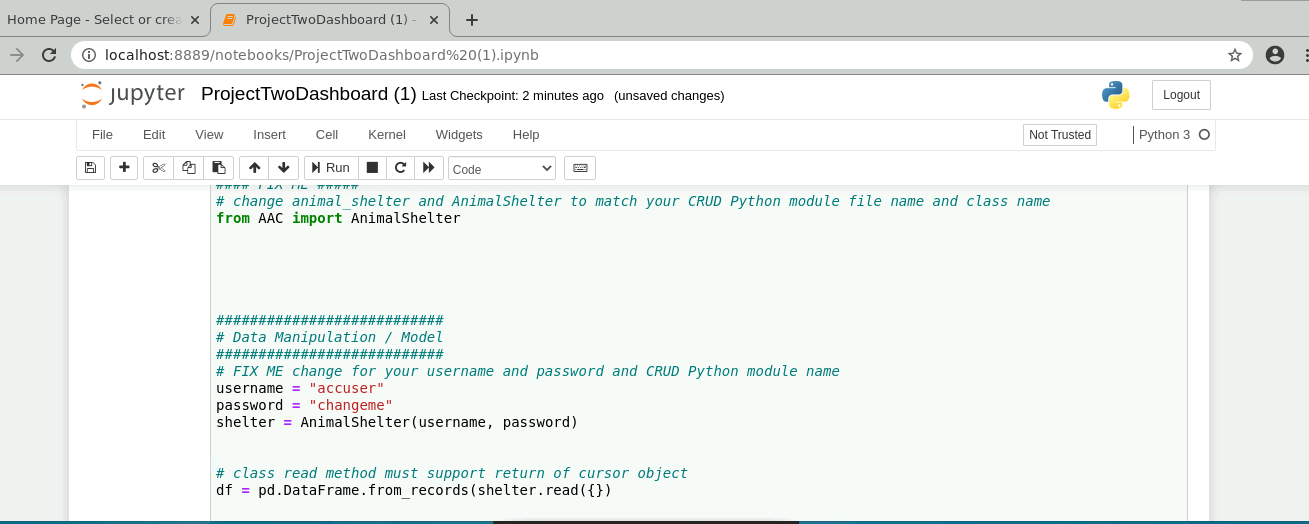 Home Page - Select or crea
ProjectTwoDashboard (1) -
localhost:8889/notebooks/ProjectTwoDashboard%20(1).ipynb
jupyter ProjectTwoDashboard (1) Last Checkpoint: 2 minutes ago (unsaved changes) Logout
File Edit View Insert Cell Kernel Widgets Help Not Trusted Python 3
Run Code
#### FIX ME #####
# change animal_shelter and AnimalShelter to match your CRUD Python module file name and class name
from AAC import AnimalShelter
###########################
# Data Manipulation / Model
###########################
# FIX ME change for your username and password and CRUD Python module name
username = "accuser"
password = "changeme"
shelter = AnimalShelter(username, password)
# class read method must support return of cursor object
df = pd.DataFrame.from_records(shelter.read({})